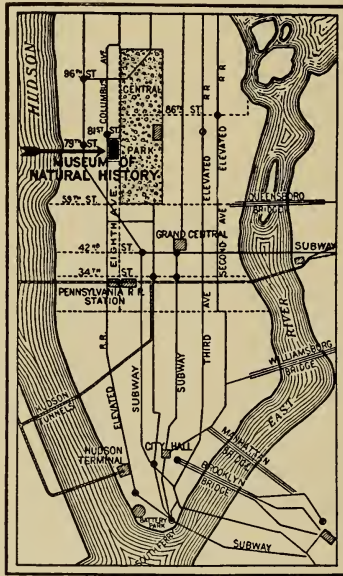 HUDSON
COLUMBUS AVE
R R
R R
86TH ST.
CENTRAL
86TH ST.
81ST ST
79TH ST.
PARK
MUSEUM OF
NATURAL HISTORY
ELEVATED
ELEVATED
59TH ST.
QUEENSBORO
BRIDGE
EIGHTH AVE.
GRAND CENTRAL
42ND ST.
SUBWAY
SECOND AVE
34TH ST.
PENNSYLVANIA R.R.
STATION
THIRD AVE
RIVER
R.R.
ELEVATED
SUBWAY
SUBWAY
WILLIAMSBURG
BRIDGE
HUDSON
TUNNELS
EAST
HUDSON
TERMINAL
CITY HALL
MANHATTAN
BRIDGE
BROOKLYN
BRIDGE
BATTERY PARK
SOUTH FERRY
SUBWAY